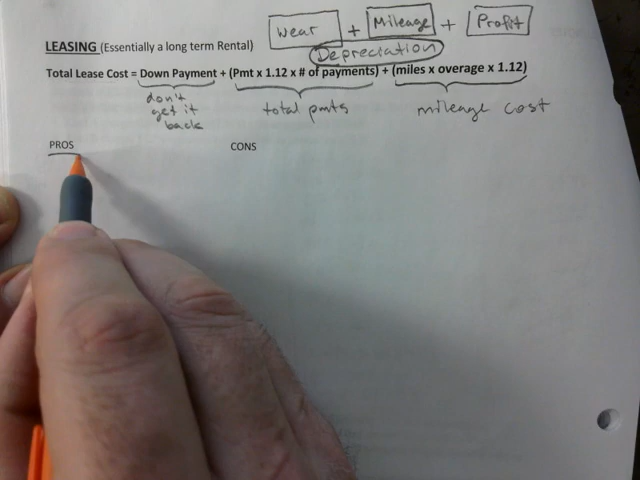 Wear + Mileage + Profit
LEASING (Essentially a long term Rental)
Depreciation
Total Lease Cost = Down Payment + (Pmt x 1.12 x # of payments) + (miles x overage x 1.12)
don't get it back
total pmts
mileage cost
PROS CONS